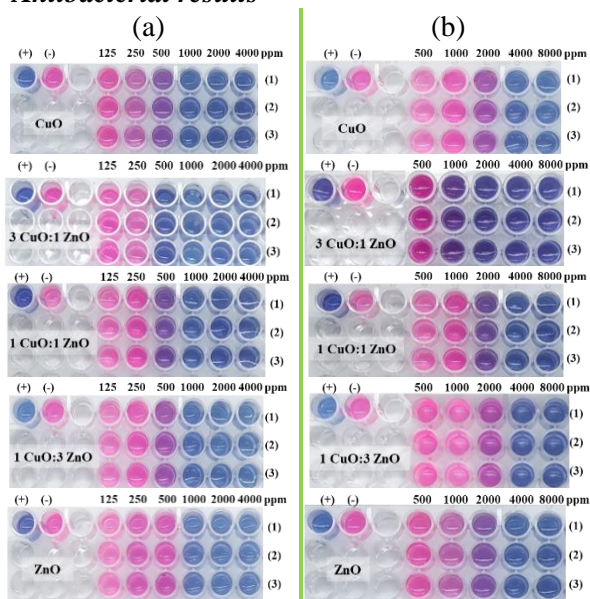 Antibacterial results
(a)
(+) (-) 125 250 500 1000 2000 4000 ppm
(1)
(2)
CuO
(3)
(+) (-) 125 250 500 1000 2000 4000 ppm
(1)
(2)
3 CuO:1 ZnO
(3)
(+) (-) 125 250 500 1000 2000 4000 ppm
(1)
(2)
1 CuO:1 ZnO
(3)
(+) (-) 125 250 500 1000 2000 4000 ppm
(1)
(2)
1 CuO:3 ZnO
(3)
(+) (-) 125 250 500 1000 2000 4000 ppm
(1)
(2)
ZnO
(3)
(b)
(+) (-) 500 1000 2000 4000 8000 ppm
(1)
(2)
CuO
(3)
(+) (-) 500 1000 2000 4000 8000 ppm
(1)
(2)
3 CuO:1 ZnO
(3)
(+) (-) 500 1000 2000 4000 8000 ppm
(1)
(2)
1 CuO:1 ZnO
(3)
(+) (-) 500 1000 2000 4000 8000 ppm
(1)
(2)
1 CuO:3 ZnO
(3)
(+) (-) 500 1000 2000 4000 8000 ppm
(1)
(2)
ZnO
(3)